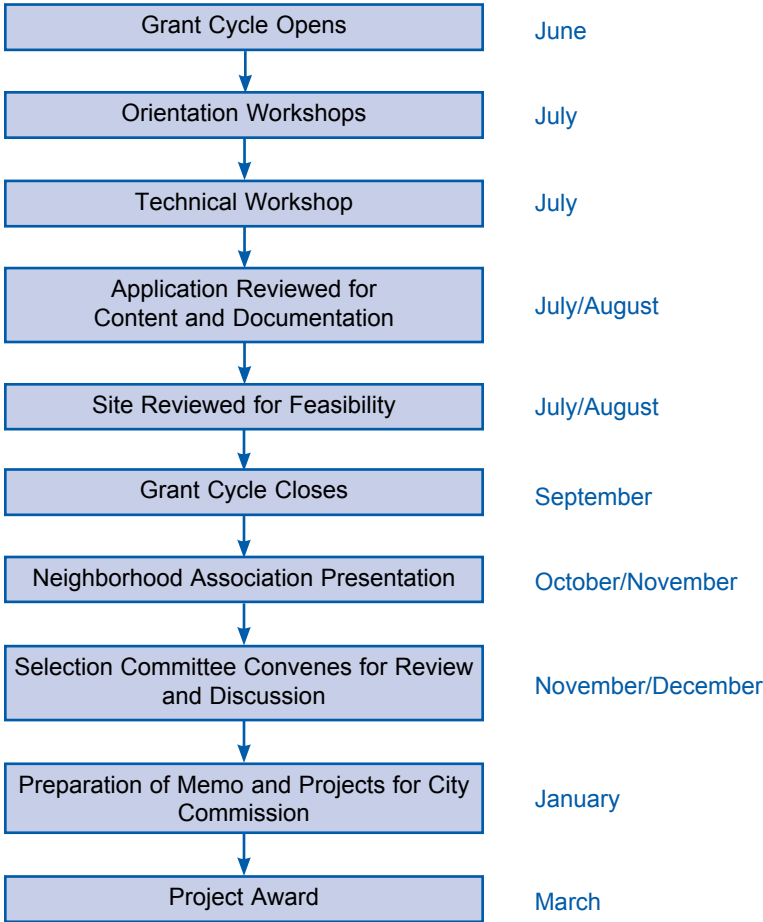 Grant Cycle Opens
June
Orientation Workshops
July
Technical Workshop
July
Application Reviewed for
Content and Documentation
July/August
Site Reviewed for Feasibility
July/August
Grant Cycle Closes
September
Neighborhood Association Presentation
October/November
Selection Committee Convenes for Review
and Discussion
November/December
Preparation of Memo and Projects for City
Commission
January
Project Award
March